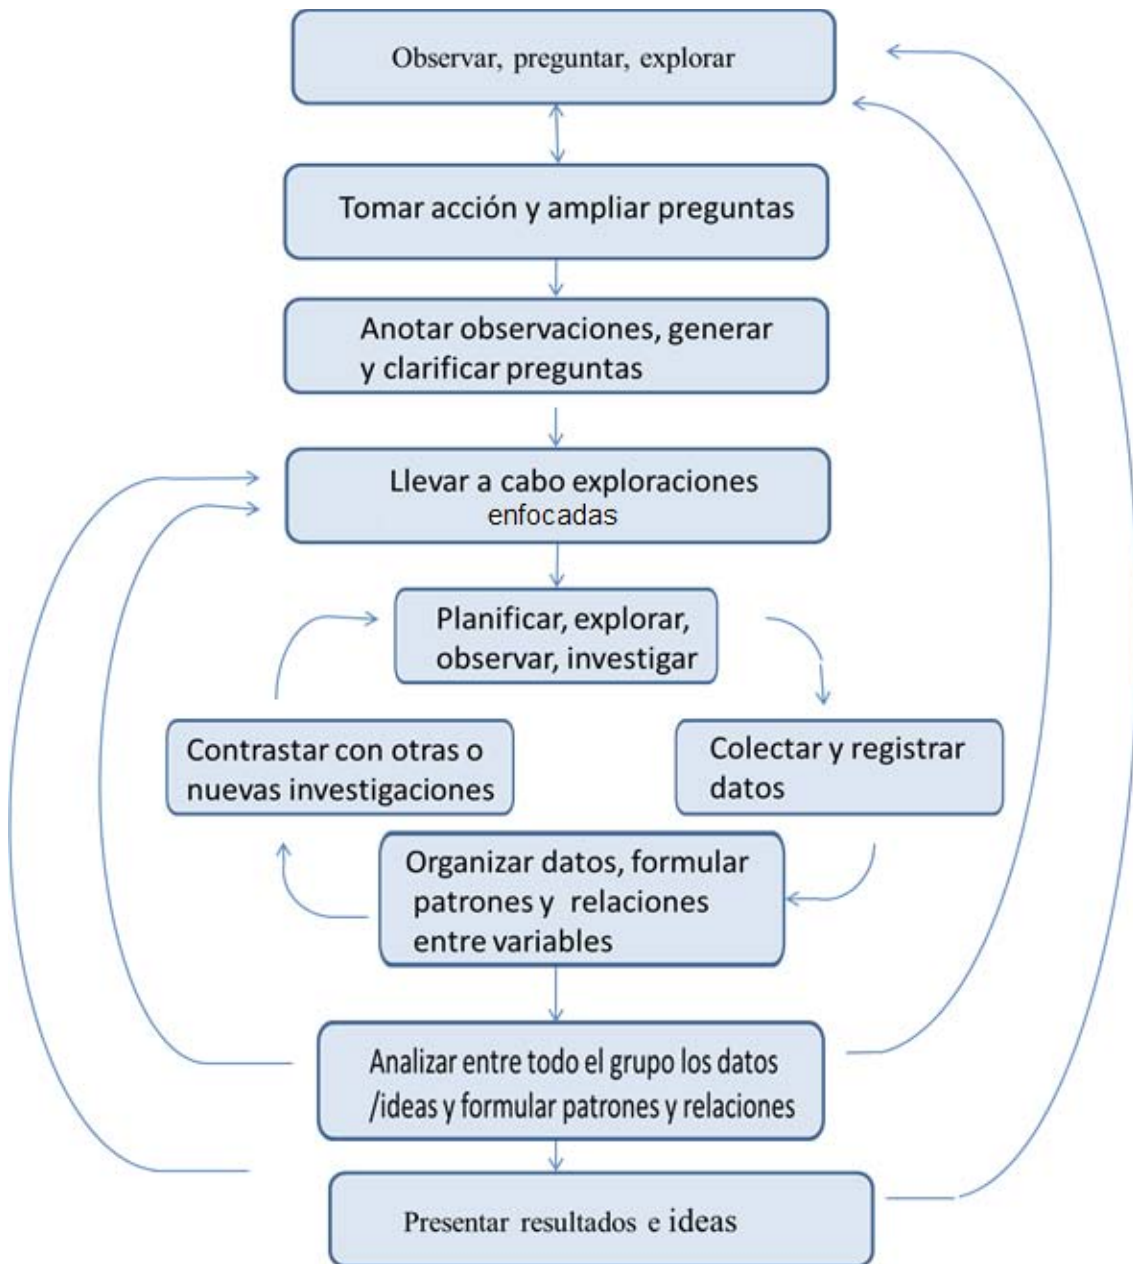 Observar, preguntar, explorar
Tomar acción y ampliar preguntas
Anotar observaciones, generar
y clarificar preguntas
Llevar a cabo exploraciones
enfocadas
Planificar, explorar,
observar, investigar
Contrastar con otras o
nuevas investigaciones
Colectar y registrar
datos
Organizar datos, formular
patrones y relaciones
entre variables
Analizar entre todo el grupo los datos
/ideas y formular patrones y relaciones
Presentar resultados e ideas